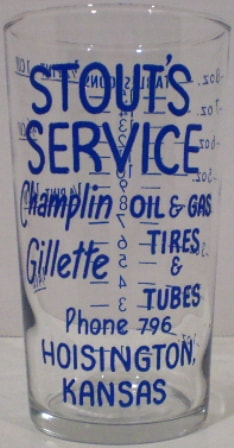 STOUT'S
SERVICE
Champlin OIL & GAS
Gillette TIRES
&
TUBES
Phone 796
HOISINGTON,
KANSAS